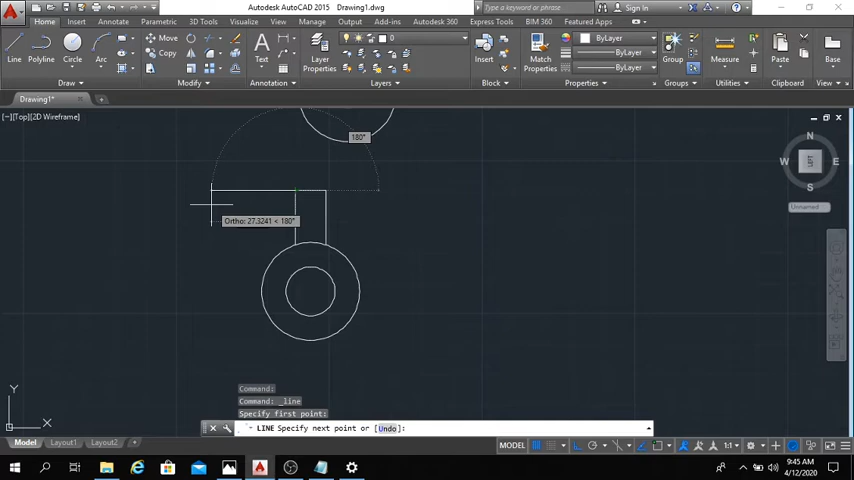 Autodesk AutoCAD 2015 Drawing1.dwg
Type a keyword or phrase
Sign In
Home Insert Annotate Parametric 3D Tools Visualize View Manage Output Add-ins Autodesk 360 Express Tools BIM 360 Featured Apps
Line Polyline Circle Arc
Move
Copy
Text
Layer
Properties
0
Insert
Match
Properties
ByLayer
ByLayer
ByLayer
Group
Measure
Paste
Base
Draw Modify Annotation Layers Block Properties Groups Utilities Clipboard View
Drawing1*
[−][Top][2D Wireframe]
N
W LEFT E
S
Unnamed
180°
Ortho: 27.3241 < 180°
Y
X
Command:
Command: _line
Specify first point:
LINE Specify next point or [Undo]:
Model Layout1 Layout2 +
MODEL
1:1
9:45 AM
4/12/2020